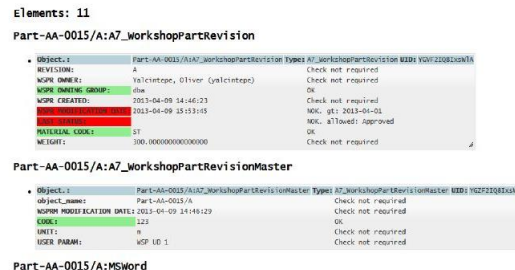 Elements: 11
Part-AA-0015/A:A7_WorkshopPartRevision
Object.: Part-AA-0015/A:A7_WorkshopPartRevision Type: A7_WorkshopPartRevision UID:
REVISION: A Check not required
WSPR OWNER: Yalcintepe, Oliver (yalcintepe) Check not required
WSPR OWNING GROUP: dba OK
WSPR CREATED: 2013-04-09 14:46:23 Check not required
WSPR MODIFICATION DATE: 2013-04-09 15:53:45 NOK. gt: 2013-04-01
LAST STATUS: NOK. allowed: Approved
MATERIAL CODE: ST OK
WEIGHT: Check not required
Part-AA-0015/A:A7_WorkshopPartRevisionMaster
Object.: Part-AA-0015/A:A7_WorkshopPartRevisionMaster Type: A7_WorkshopPartRevisionMaster UID:
object_name: Part-AA-0015/A Check not required
WSPRM MODIFICATION DATE: 2013-04-09 14:46:29 Check not required
CODE: 123 OK
UNIT: m Check not required
USER PARAM: WSP UD 1 Check not required
Part-AA-0015/A:MSWord